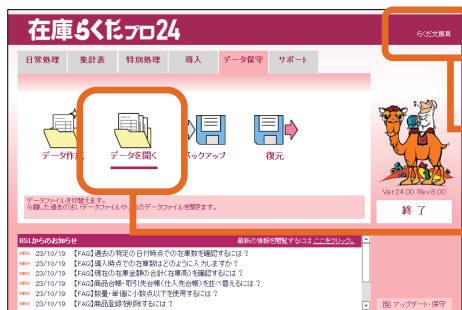 在庫らくだプロ24
らくだ文房具
日常処理 集計表 特別処理 導入 データ保守 サポート
データ作成 データを開く バックアップ 復元
データファイルを切替えます。
分離した過去の古いデータファイルや、他のデータファイルを開きます。
Ver24.00 Rev8.00
終了
BSLからのお知らせ 最新の情報を閲覧するにはここをクリック。
NEW 23/10/19 【FAQ】過去の特定の日付時点での在庫数を確認するには?
NEW 23/10/19 【FAQ】導入時点での在庫数はどのように入力しますか?
NEW 23/10/19 【FAQ】現在の在庫金額の合計(在庫高)を確認するには?
NEW 23/10/19 【FAQ】商品台帳・取引先台帳(仕入先台帳)を並べ替えるには?
NEW 23/10/19 【FAQ】数量・単価に小数点以下を使用するには?
NEW 23/10/19 【FAQ】商品登録を削除するには?
アップデート・保守